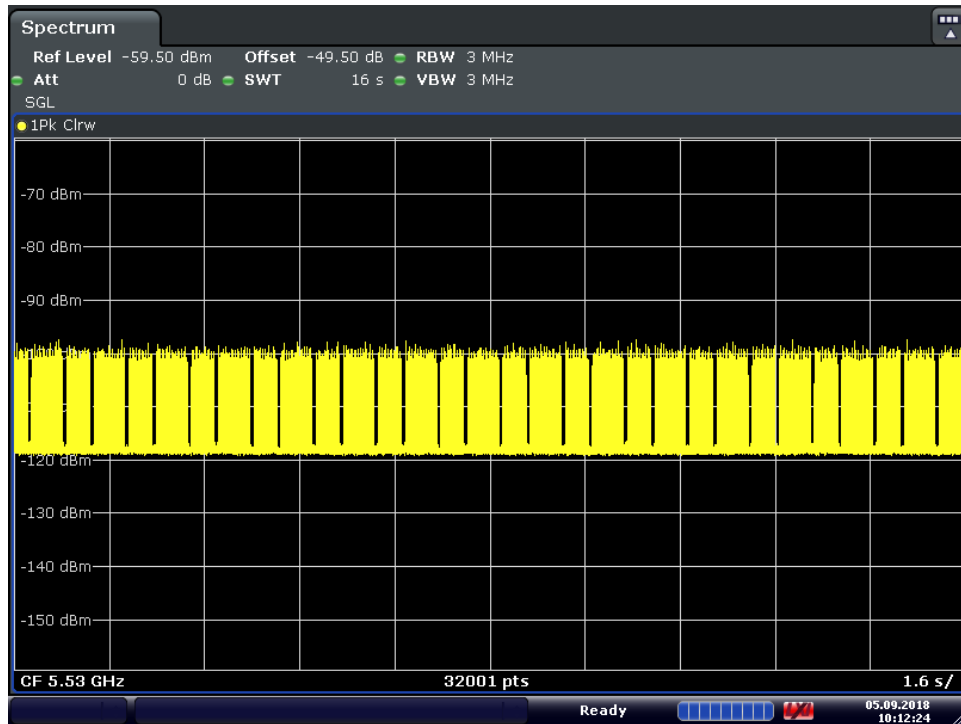 Spectrum
Ref Level -59.50 dBm Offset -49.50 dB RBW 3 MHz
Att 0 dB SWT 16 s VBW 3 MHz
SGL
1Pk Clrw
-70 dBm
-80 dBm
-90 dBm
-120 dBm
-130 dBm
-140 dBm
-150 dBm
CF 5.53 GHz 32001 pts 1.6 s/
Ready 05.09.2018
10:12:24